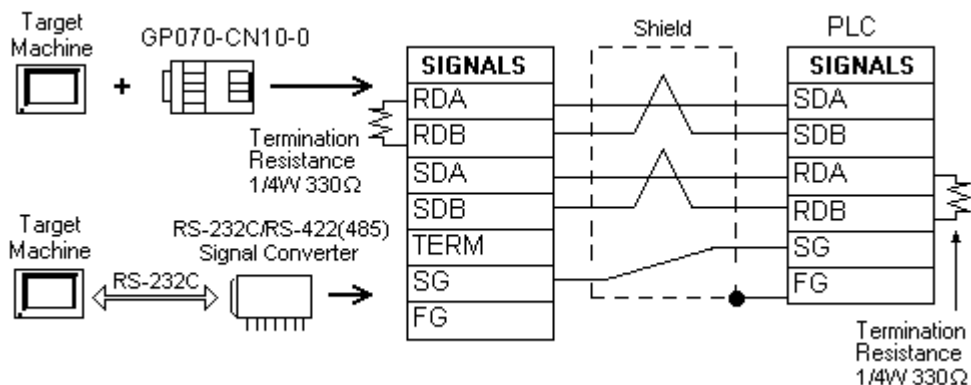 Target
Machine
GP070-CN10-0
+
Termination
Resistance
1/4W 330Ω
Target
Machine
RS-232C
RS-232C/RS-422(485)
Signal Converter
SIGNALS
RDA
RDB
SDA
SDB
TERM
SG
FG
Shield
PLC
SIGNALS
SDA
SDB
RDA
RDB
SG
FG
Termination
Resistance
1/4W 330Ω